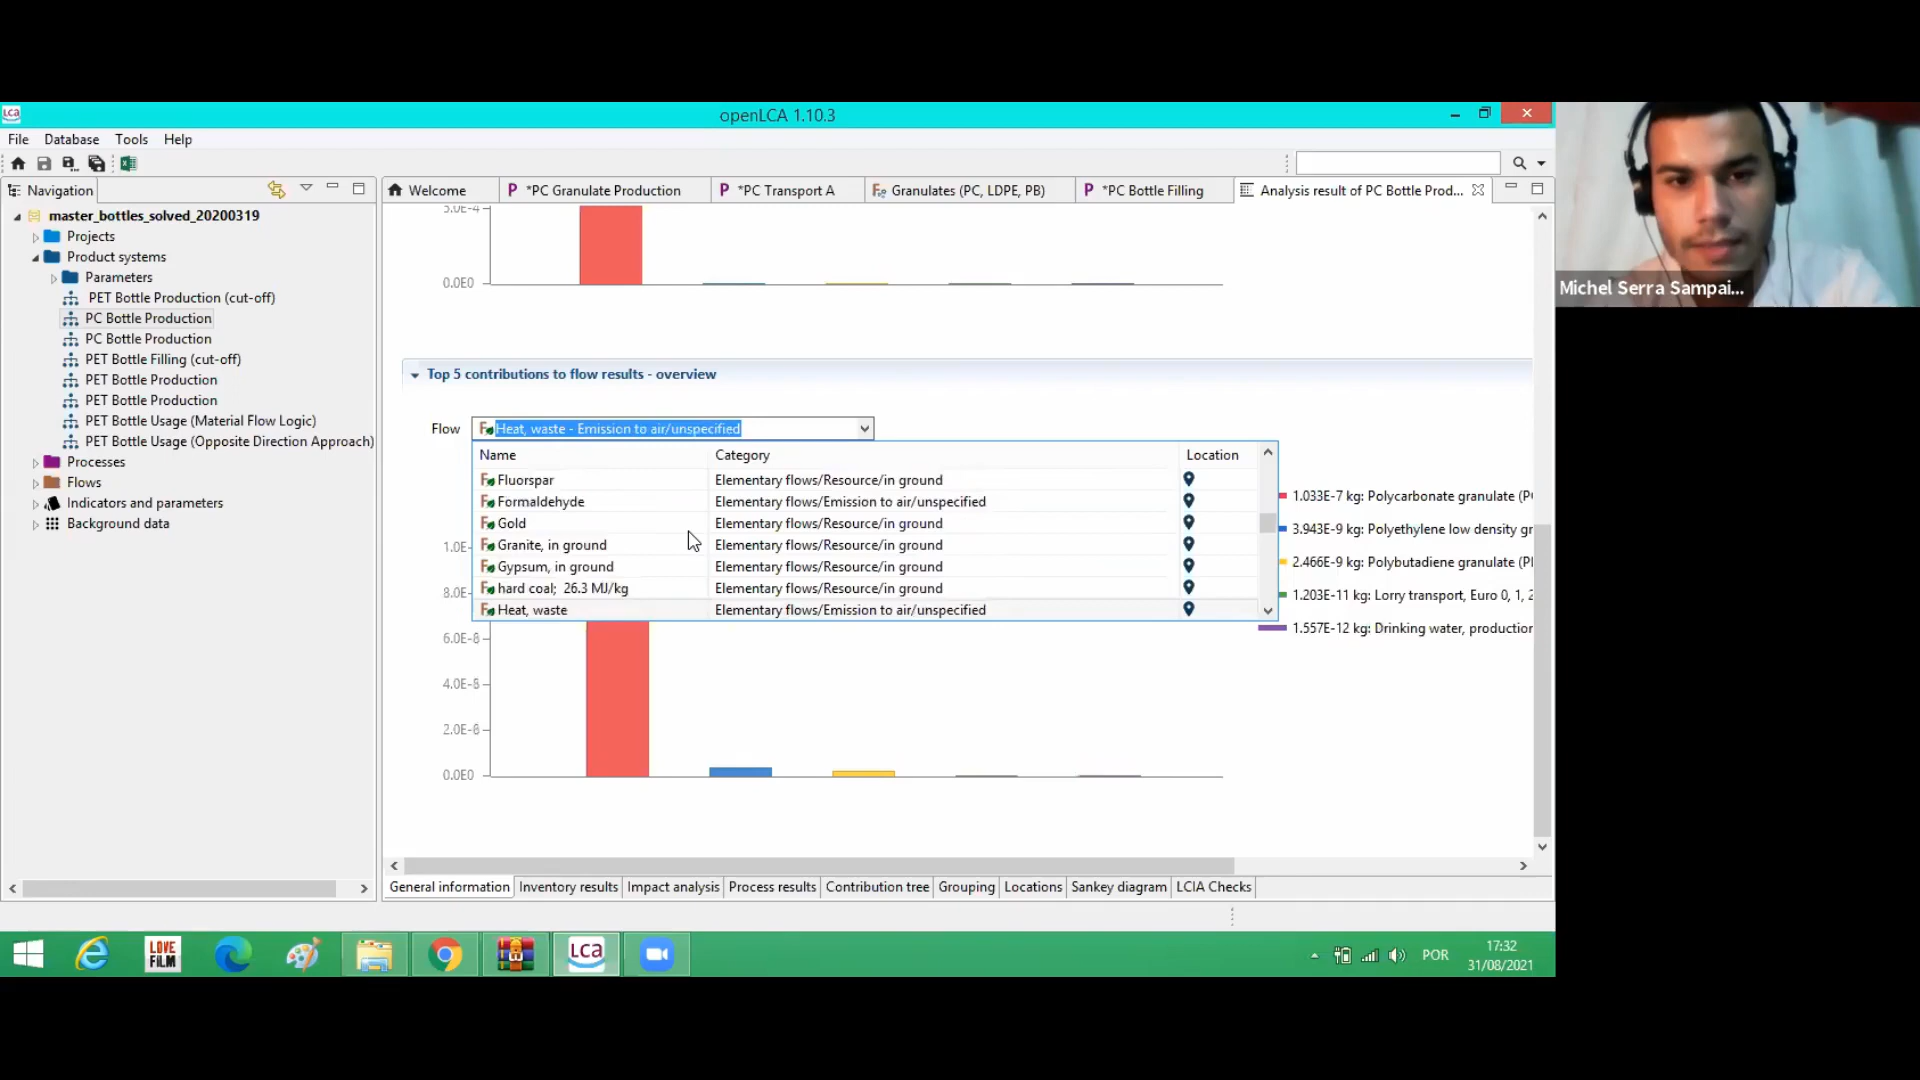 LCA
openLCA 1.10.3
File Database Tools Help
Navigation
Welcome
P *PC Granulate Production
P *PC Transport A
Granulates (PC, LDPE, PB)
P *PC Bottle Filling
Analysis result of PC Bottle Prod...
master_bottles_solved_20200319
Projects
Product systems
Parameters
PET Bottle Production (cut-off)
PC Bottle Production
PC Bottle Production
PET Bottle Filling (cut-off)
PET Bottle Production
PET Bottle Production
PET Bottle Usage (Material Flow Logic)
PET Bottle Usage (Opposite Direction Approach)
Processes
Flows
Indicators and parameters
Background data
0.0E0
Top 5 contributions to flow results - overview
Flow Heat, waste - Emission to air/unspecified
Name Category Location
Fluorspar Elementary flows/Resource/in ground
Formaldehyde Elementary flows/Emission to air/unspecified
Gold Elementary flows/Resource/in ground
Granite, in ground Elementary flows/Resource/in ground
Gypsum, in ground Elementary flows/Resource/in ground
hard coal; 26.3 MJ/kg Elementary flows/Resource/in ground
Heat, waste Elementary flows/Emission to air/unspecified
1.033E-7 kg: Polycarbonate granulate (P
3.943E-9 kg: Polyethylene low density gr
2.466E-9 kg: Polybutadiene granulate (P
1.203E-11 kg: Lorry transport, Euro 0, 1, 2
1.557E-12 kg: Drinking water, production
1.0E-
8.0E-
6.0E-8
4.0E-8
2.0E-8
0.0E0
General information Inventory results Impact analysis Process results Contribution tree Grouping Locations Sankey diagram LCIA Checks
LOVE
FILM
LCA
POR
17:32
31/08/2021
Michel Serra Sampai...